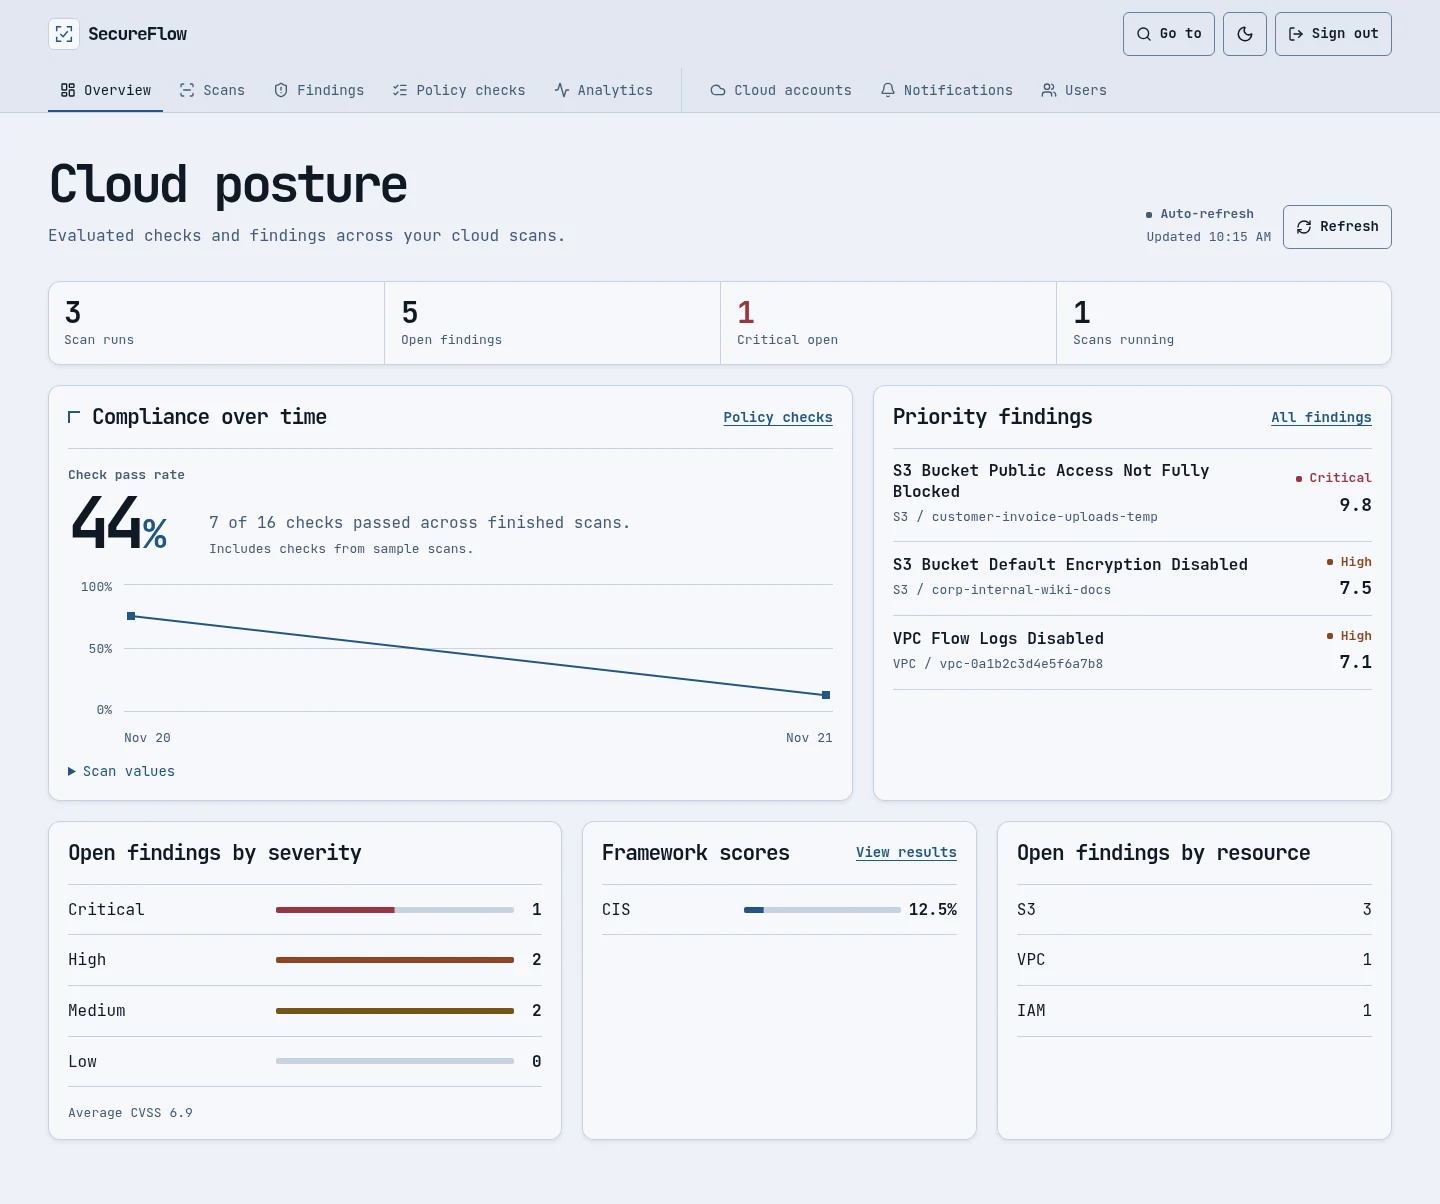 SecureFlow
Go to
Sign out
Overview
Scans
Findings
Policy checks
Analytics
Cloud accounts
Notifications
Users
Cloud posture
Evaluated checks and findings across your cloud scans.
Auto-refresh
Updated 10:15 AM
Refresh
3
Scan runs
5
Open findings
1
Critical open
1
Scans running
Compliance over time
Policy checks
Check pass rate
44%
7 of 16 checks passed across finished scans.
Includes checks from sample scans.
100%
50%
0%
Nov 20
Nov 21
Scan values
Priority findings
All findings
S3 Bucket Public Access Not Fully
Blocked
S3 / customer-invoice-uploads-temp
Critical
9.8
S3 Bucket Default Encryption Disabled
S3 / corp-internal-wiki-docs
High
7.5
VPC Flow Logs Disabled
VPC / vpc-0a1b2c3d4e5f6a7b8
High
7.1
Open findings by severity
Critical 1
High 2
Medium 2
Low 0
Average CVSS 6.9
Framework scores
View results
CIS 12.5%
Open findings by resource
S3 3
VPC 1
IAM 1